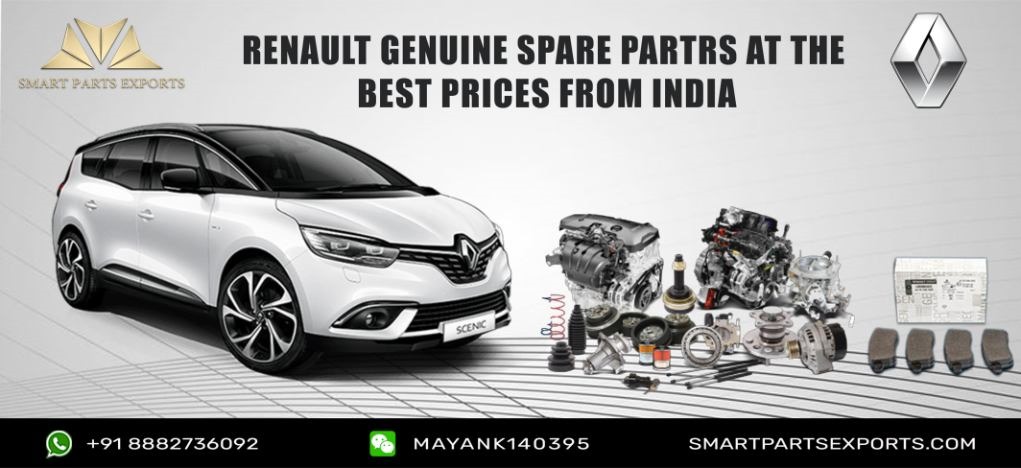 SMART PARTS EXPORTS
RENAULT GENUINE SPARE PARTRS AT THE
BEST PRICES FROM INDIA
SCENIC
+91 8882736092
MAYANK140395
SMARTPARTSEXPORTS.COM